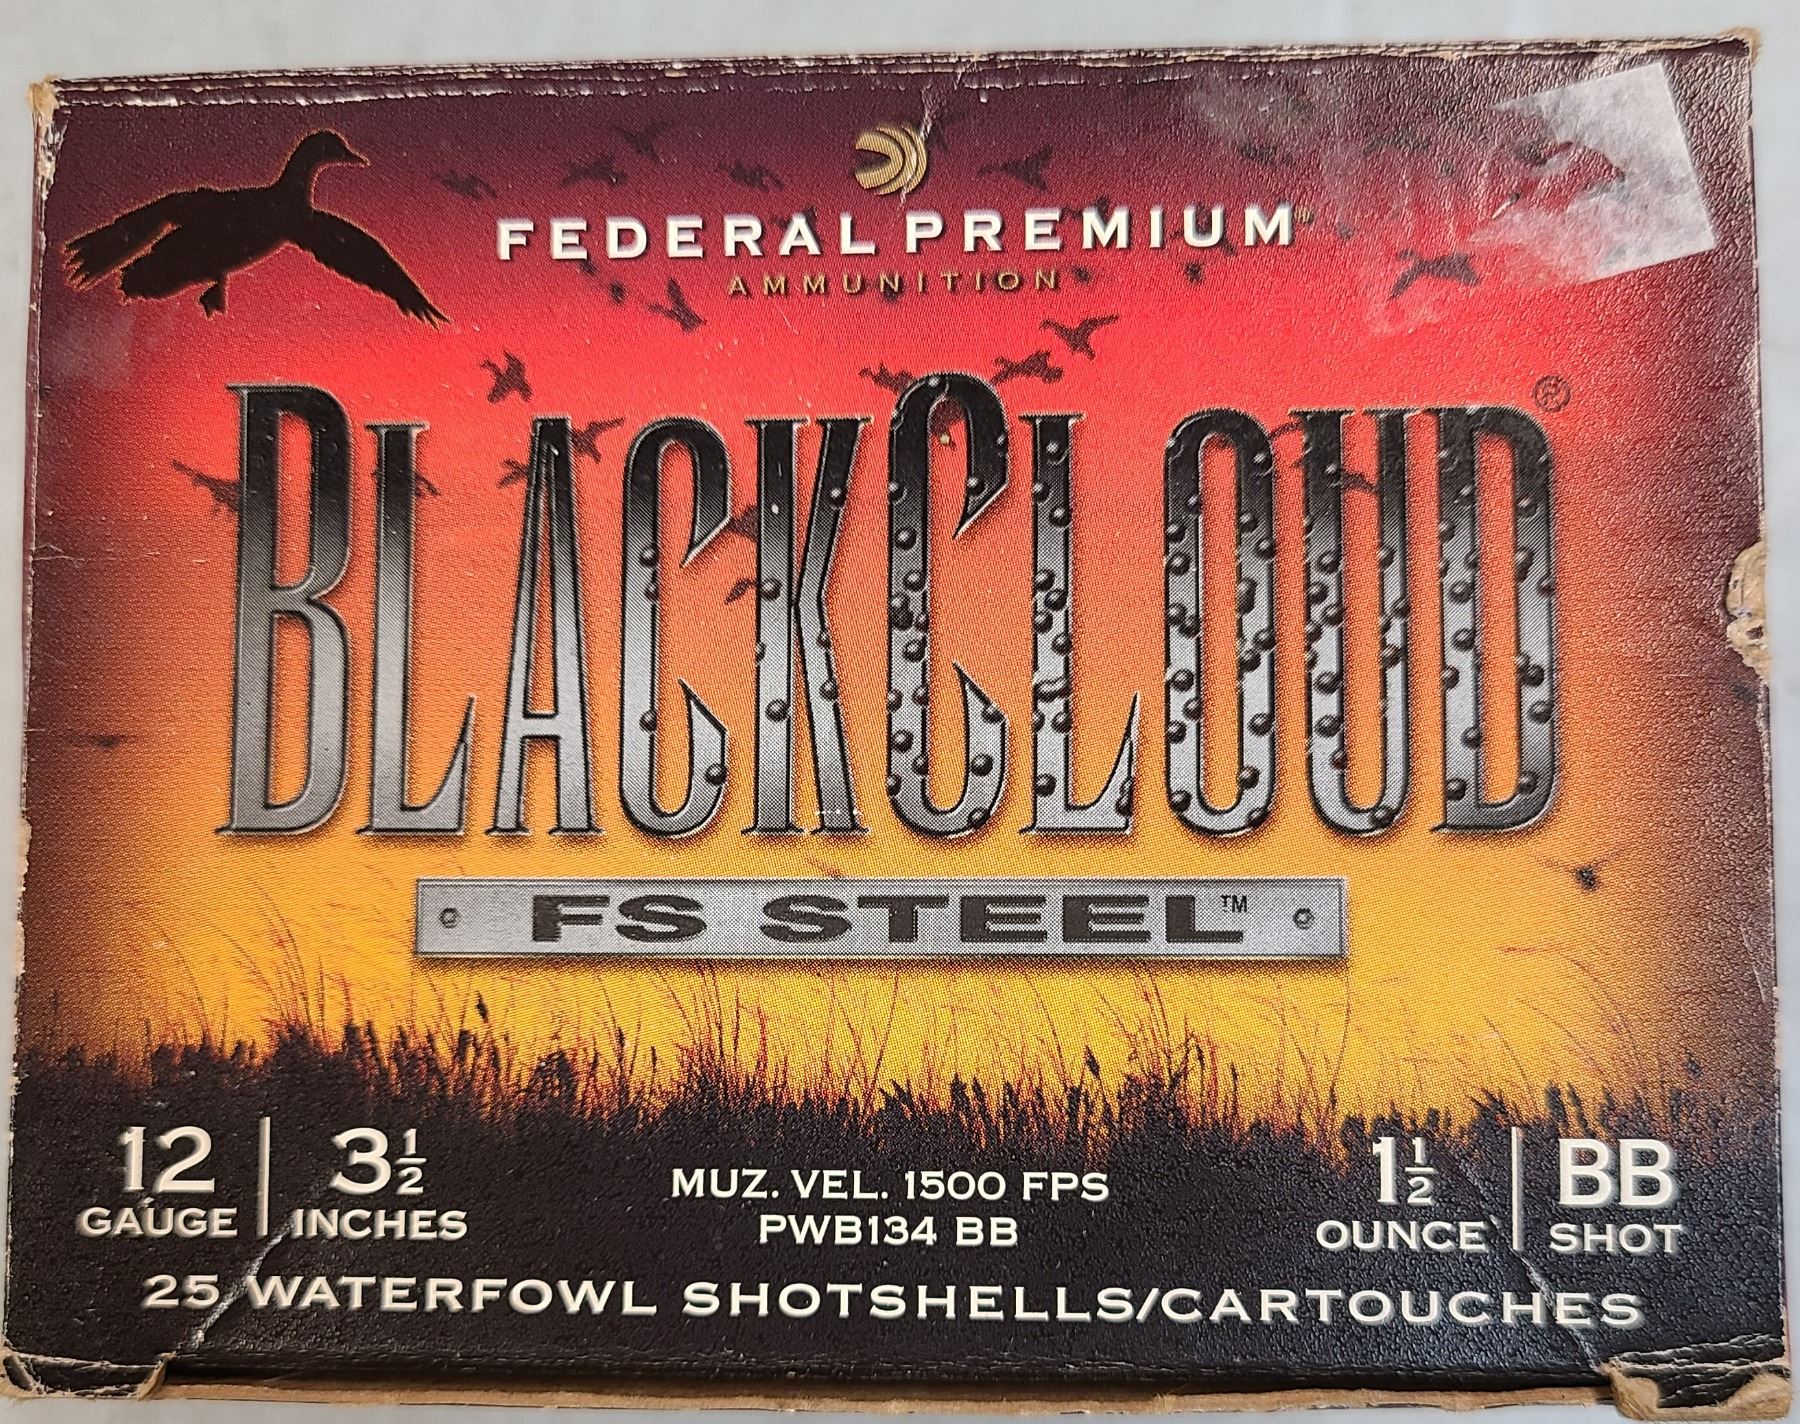 FEDERAL PREMIUM®
AMMUNITION
BLACKCLOUD®
FS STEEL™
12 GAUGE | 3 1/2 INCHES
MUZ. VEL. 1500 FPS
PWB134 BB
1 1/2 OUNCE | BB SHOT
25 WATERFOWL SHOTSHELLS/CARTOUCHES